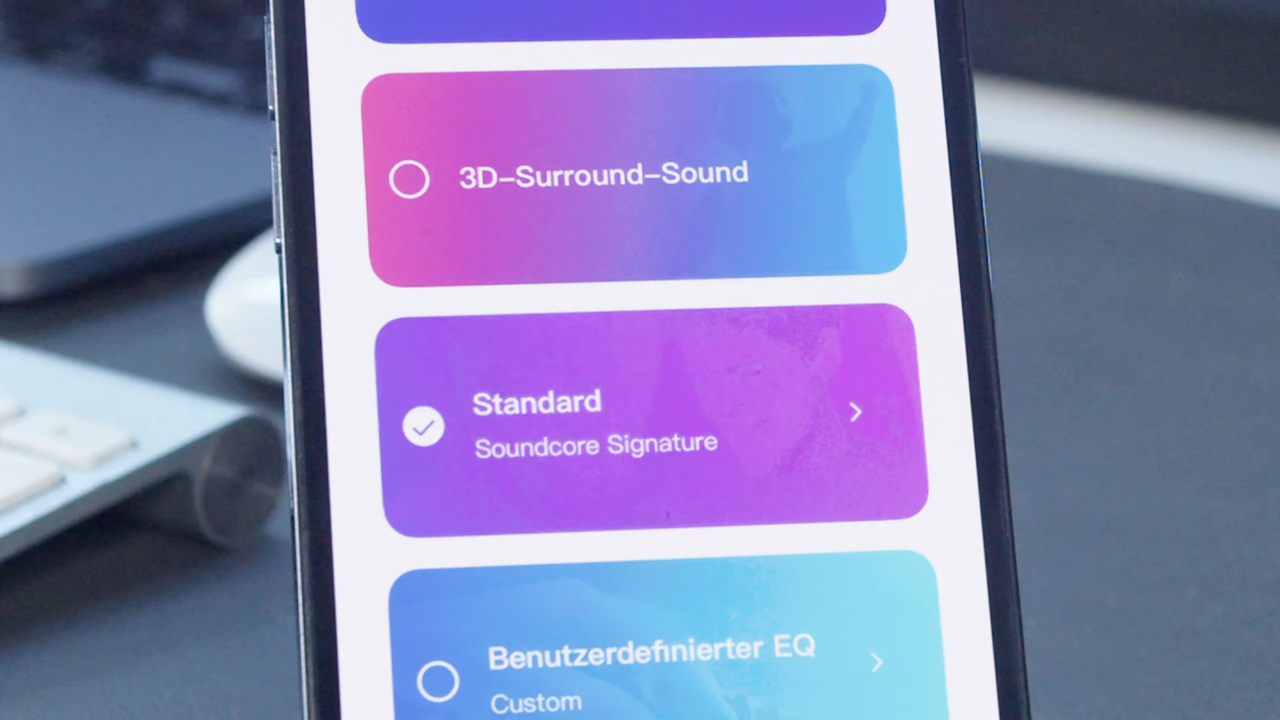 3D-Surround-Sound
Standard
Soundcore Signature
Benutzerdefinierter EQ
Custom